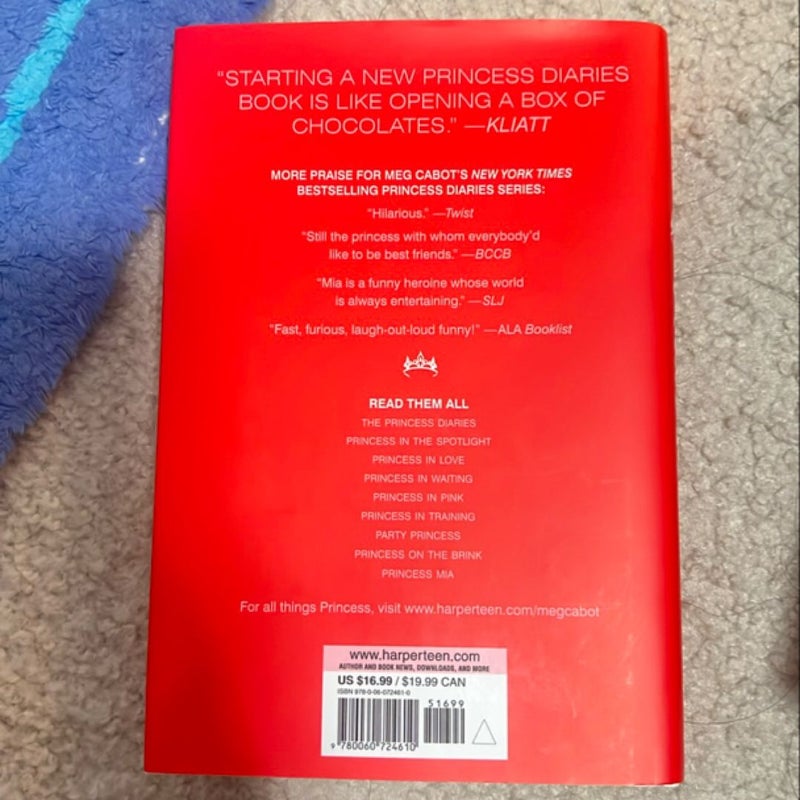 “STARTING A NEW PRINCESS DIARIES
BOOK IS LIKE OPENING A BOX OF
CHOCOLATES.” —KLIATT
MORE PRAISE FOR MEG CABOT’S NEW YORK TIMES
BESTSELLING PRINCESS DIARIES SERIES:
“Hilarious.” —Twist
“Still the princess with whom everybody’d
like to be best friends.” —BCCB
“Mia is a funny heroine whose world
is always entertaining.” —SLJ
“Fast, furious, laugh-out-loud funny!” —ALA Booklist
READ THEM ALL
THE PRINCESS DIARIES
PRINCESS IN THE SPOTLIGHT
PRINCESS IN LOVE
PRINCESS IN WAITING
PRINCESS IN PINK
PRINCESS IN TRAINING
PARTY PRINCESS
PRINCESS ON THE BRINK
PRINCESS MIA
For all things Princess, visit www.harperteen.com/megcabot
www.harperteen.com
AUTHOR AND BOOK NEWS, DOWNLOADS, AND MORE
US $16.99 / $19.99 CAN
ISBN 978-0-06-072461-0
51699
9 780060 724610